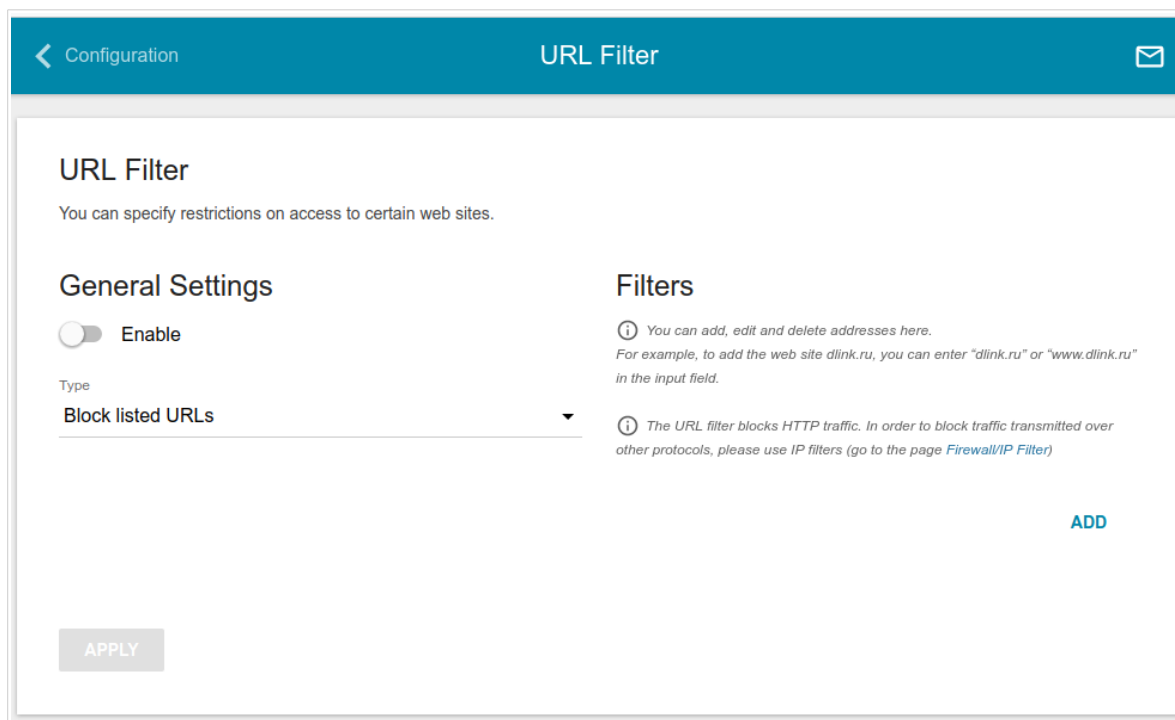 Configuration
URL Filter
URL Filter
You can specify restrictions on access to certain web sites.
General Settings
Enable
Type
Block listed URLs
APPLY
Filters
You can add, edit and delete addresses here.
For example, to add the web site dlink.ru, you can enter “dlink.ru” or “www.dlink.ru”
in the input field.
The URL filter blocks HTTP traffic. In order to block traffic transmitted over
other protocols, please use IP filters (go to the page Firewall/IP Filter)
ADD